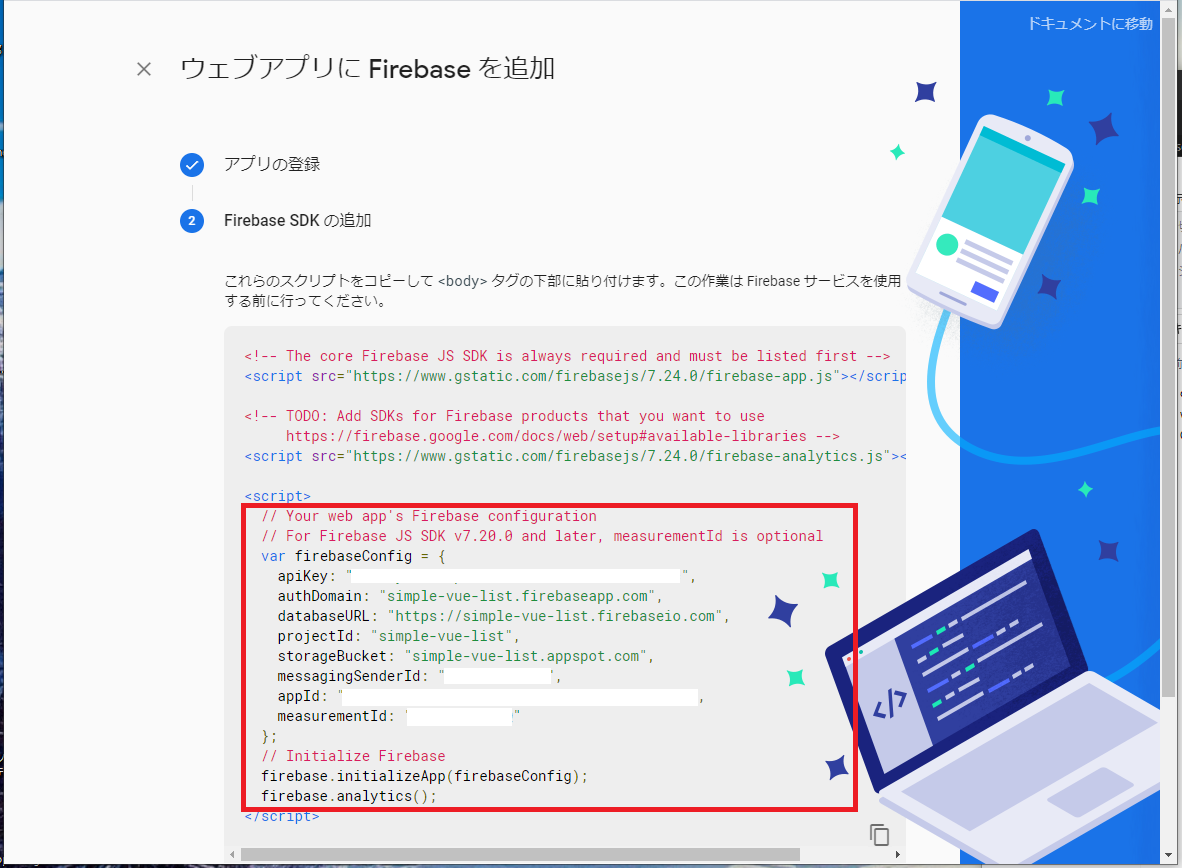 ドキュメントに移動
ウェブアプリに Firebase を追加
アプリの登録
2 Firebase SDK の追加
これらのスクリプトをコピーして <body> タグの下部に貼り付けます。この作業は Firebase サービスを使用
する前に行ってください。
<!-- The core Firebase JS SDK is always required and must be listed first -->
<script src="https://www.gstatic.com/firebasejs/7.24.0/firebase-app.js"></scrip
<!-- TODO: Add SDKs for Firebase products that you want to use
https://firebase.google.com/docs/web/setup#available-libraries -->
<script src="https://www.gstatic.com/firebasejs/7.24.0/firebase-analytics.js"><
<script>
// Your web app's Firebase configuration
// For Firebase JS SDK v7.20.0 and later, measurementId is optional
var firebaseConfig = {
apiKey: "",
authDomain: "simple-vue-list.firebaseapp.com",
databaseURL: "https://simple-vue-list.firebaseio.com",
projectId: "simple-vue-list",
storageBucket: "simple-vue-list.appspot.com",
messagingSenderId: "",
appId: ",
measurementId: "
};
// Initialize Firebase
firebase.initializeApp(firebaseConfig);
firebase.analytics();
</script>